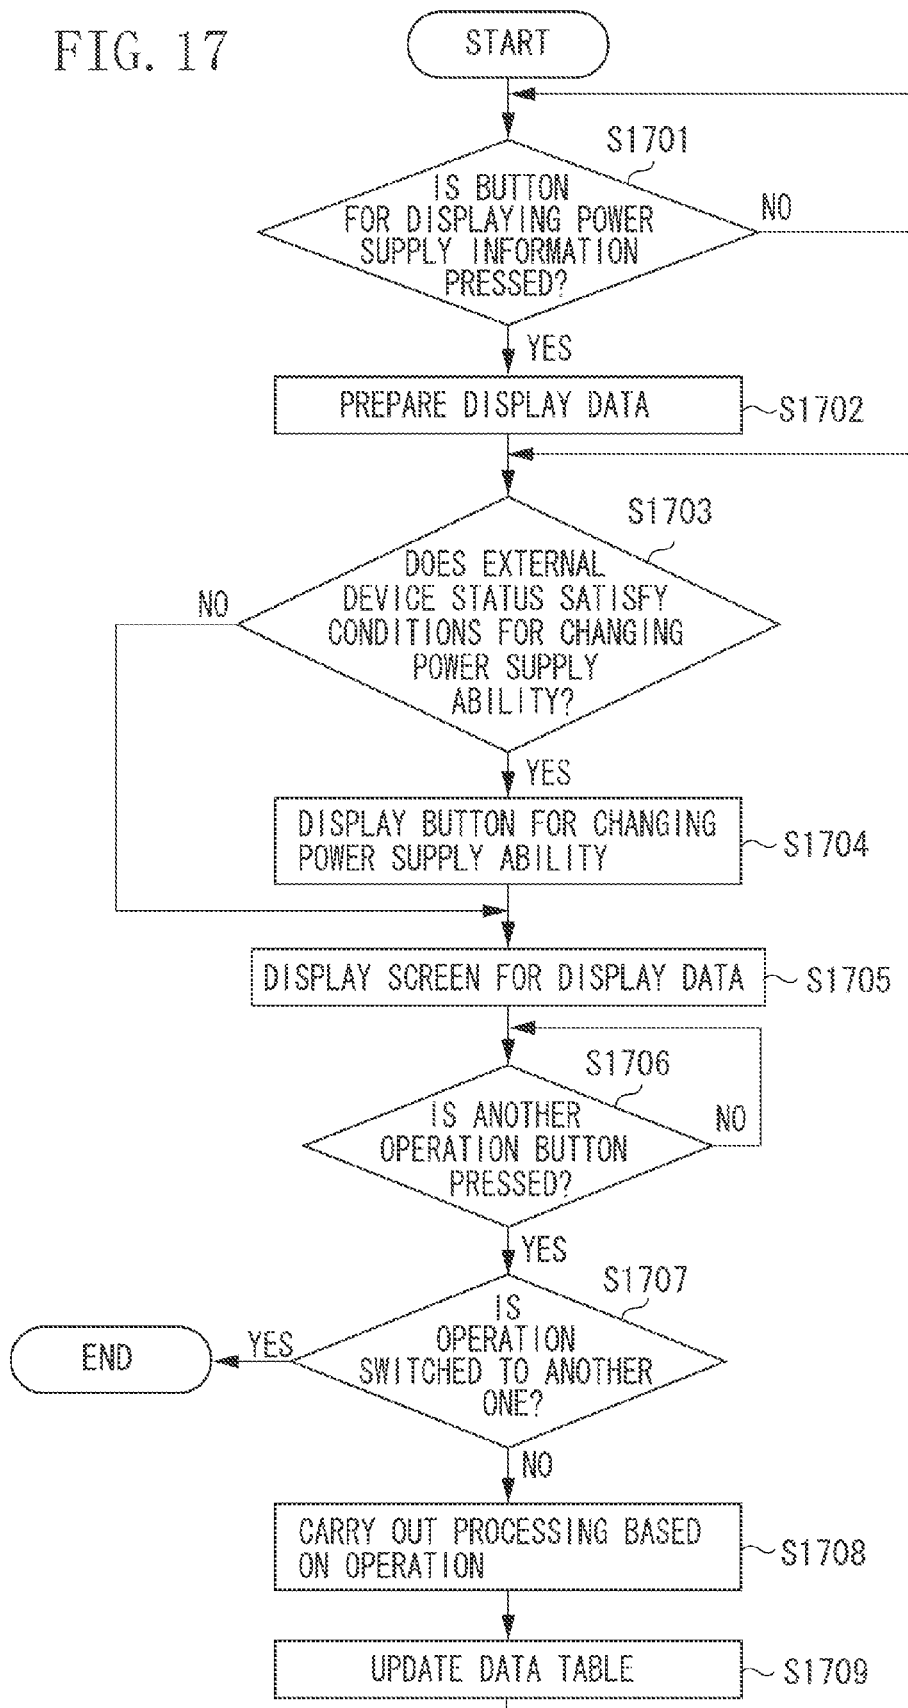 FIG. 17
START
S1701
IS BUTTON
FOR DISPLAYING POWER
SUPPLY INFORMATION
PRESSED?
NO
YES
PREPARE DISPLAY DATA
S1702
S1703
DOES EXTERNAL
DEVICE STATUS SATISFY
CONDITIONS FOR CHANGING
POWER SUPPLY
ABILITY?
NO
YES
DISPLAY BUTTON FOR CHANGING
POWER SUPPLY ABILITY
S1704
DISPLAY SCREEN FOR DISPLAY DATA
S1705
S1706
IS ANOTHER
OPERATION BUTTON
PRESSED?
NO
YES
S1707
IS
OPERATION
SWITCHED TO ANOTHER
ONE?
YES
END
NO
CARRY OUT PROCESSING BASED
ON OPERATION
S1708
UPDATE DATA TABLE
S1709